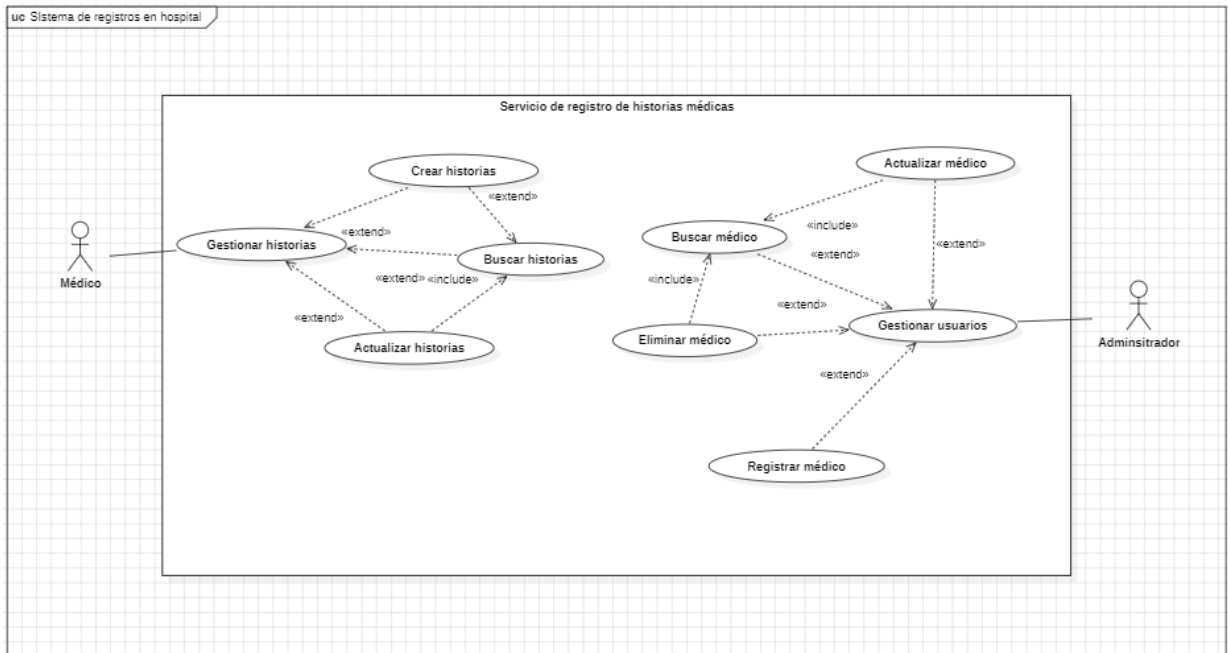 uc SIstema de registros en hospital
Servicio de registro de historias médicas
Crear historias
«extend»
«extend»
Gestionar historias
Buscar historias
«extend»
«include»
«extend»
Actualizar historias
Médico
Actualizar médico
Buscar médico
«include»
«extend»
«extend»
«include»
«extend»
Eliminar médico
Gestionar usuarios
«extend»
Registrar médico
Adminsitrador